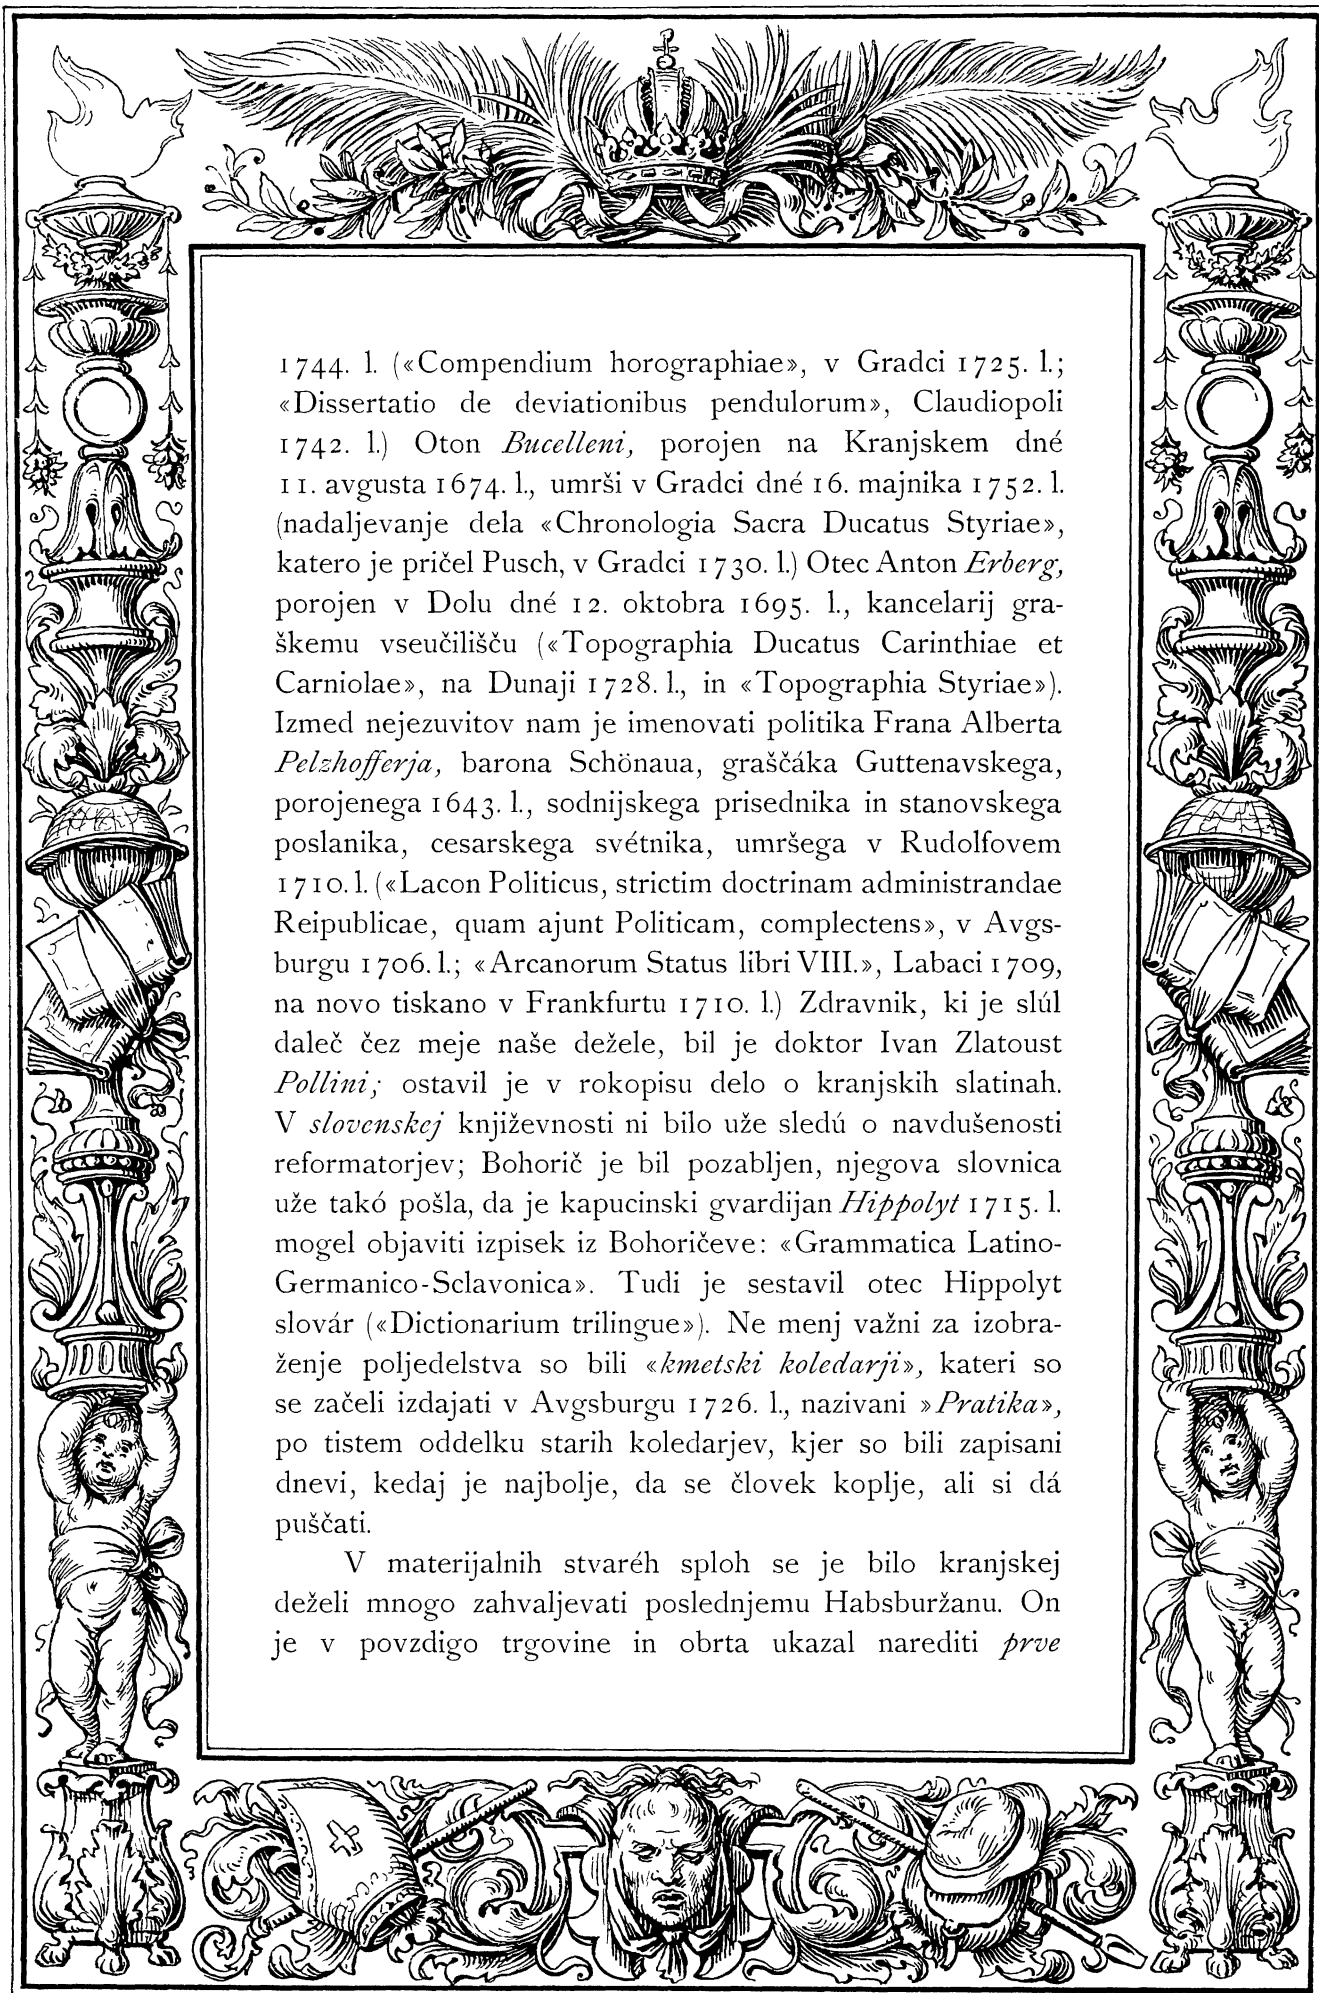 1744. l. («Compendium horographiae», v Gradci 1725. l.;
«Dissertatio de deviationibus pendulorum», Claudiopoli
1742. l.) Oton Bucelleni, porojen na Kranjskem dné
11. avgusta 1674. l., umrši v Gradci dné 16. majnika 1752. l.
(nadaljevanje dela «Chronologia Sacra Ducatus Styriae»,
katero je pričel Pusch, v Gradci 1730. l.) Otec Anton Erberg,
porojen v Dolu dné 12. oktobra 1695. l., kancelarij gra-
škemu vseučilišču («Topographia Ducatus Carinthiae et
Carniolae», na Dunaji 1728. l., in «Topographia Styriae»).
Izmed nejezuvitov nam je imenovati politika Frana Alberta
Pelzhofferja, barona Schönaua, graščáka Guttenavskega,
porojenega 1643. l., sodnijskega prisednika in stanovskega
poslanika, cesarskega svétnika, umršega v Rudolfovem
1710. l. («Lacon Politicus, strictim doctrinam administrandae
Reipublicae, quam ajunt Politicam, complectens», v Avgs-
burgu 1706. l.; «Arcanorum Status libri VIII.», Labaci 1709,
na novo tiskano v Frankfurtu 1710. l.) Zdravnik, ki je slúl
daleč čez meje naše dežele, bil je doktor Ivan Zlatoust
Pollini; ostavil je v rokopisu delo o kranjskih slatinah.
V slovenskej književnosti ni bilo uže sledú o navdušenosti
reformatorjev; Bohorič je bil pozabljen, njegova slovnica
uže takó pošla, da je kapucinski gvardijan Hippolyt 1715. l.
mogel objaviti izpisek iz Bohoričeve: «Grammatica Latino-
Germanico-Sclavonica». Tudi je sestavil otec Hippolyt
slovár («Dictionarium trilingue»). Ne menj važni za izobra-
ženje poljedelstva so bili «kmetski koledarji», kateri so
se začeli izdajati v Avgsburgu 1726. l., nazivani »Pratika»,
po tistem oddelku starih koledarjev, kjer so bili zapisani
dnevi, kedaj je najbolje, da se človek koplje, ali si dá
puščati.
V materijalnih stvaréh sploh se je bilo kranjskej
deželi mnogo zahvaljevati poslednjemu Habsburžanu. On
je v povzdigo trgovine in obrta ukazal narediti prve